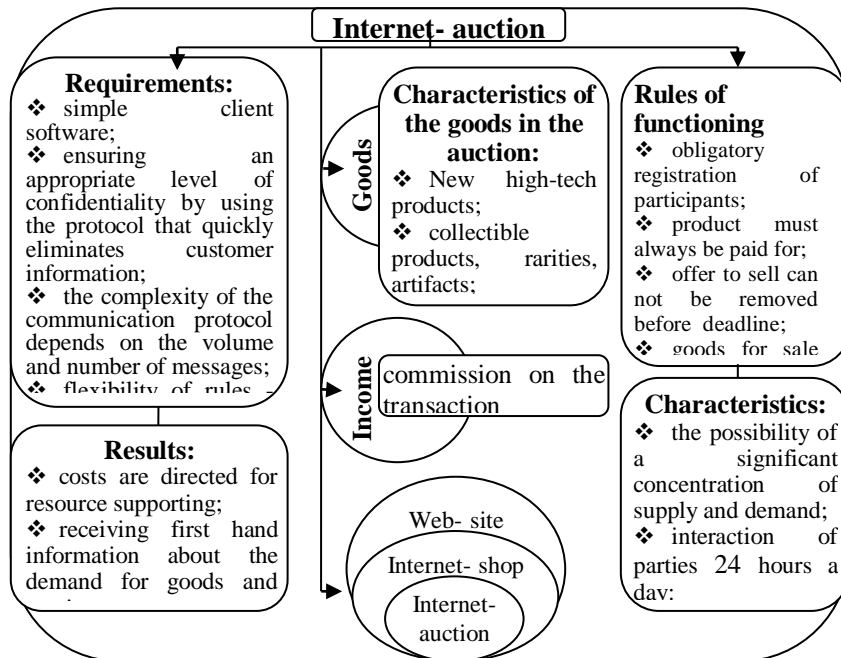 Internet- auction
Requirements:
❖ simple client
software;
❖ ensuring an
appropriate level of
confidentiality by using
the protocol that quickly
eliminates customer
information;
❖ the complexity of the
communication protocol
depends on the volume
and number of messages;
❖ flexibility of rules -
Results:
❖ costs are directed for
resource supporting;
❖ receiving first hand
information about the
demand for goods and
Goods
Characteristics of
the goods in the
auction:
❖ New high-tech
products;
❖ collectible
products, rarities,
artifacts;
Income
commission on the
transaction
Web- site
Internet- shop
Internet-
auction
Rules of
functioning
❖ obligatory
registration of
participants;
❖ product must
always be paid for;
❖ offer to sell can
not be removed
before deadline;
❖ goods for sale
Characteristics:
❖ the possibility of
a significant
concentration of
supply and demand;
❖ interaction of
parties 24 hours a
day;